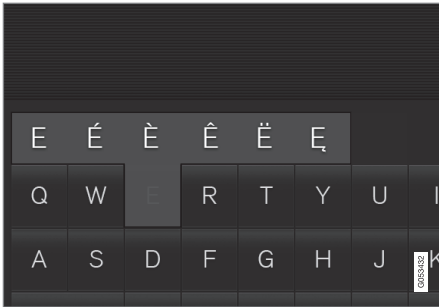 E É È Ê Ë Ę
Q W E R T Y U I
A S D F G H J K
G053432